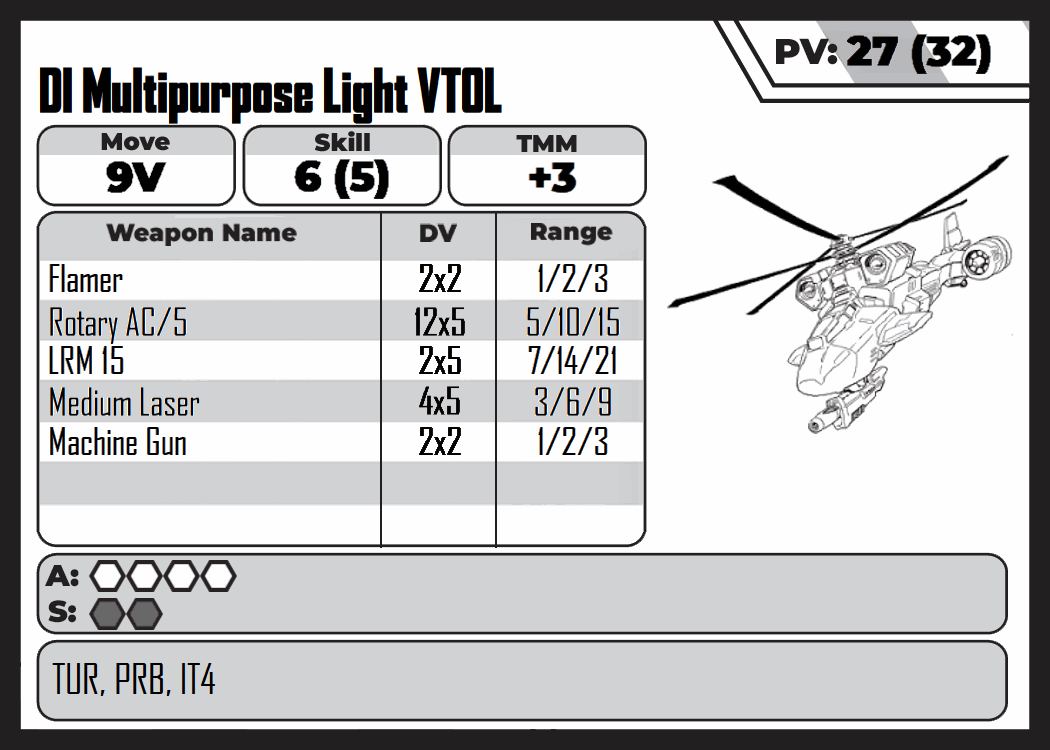 PV: 27 (32)
DI Multipurpose Light VTOL
Move Skill TMM
9V 6 (5) +3
Weapon Name DV Range
Flamer 2x2 1/2/3
Rotary AC/5 12x5 5/10/15
LRM 15 2x5 7/14/21
Medium Laser 4x5 3/6/9
Machine Gun 2x2 1/2/3
A:
S:
TUR, PRB, IT4